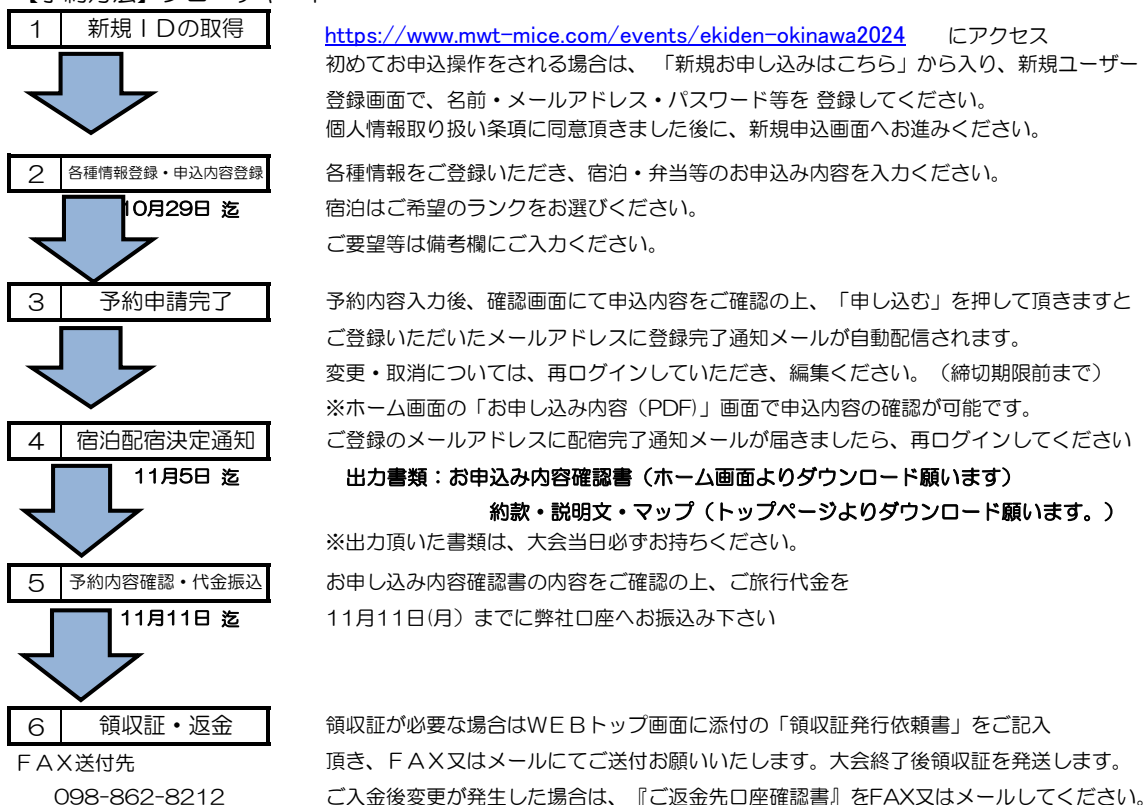 1 新規ＩＤの取得
https://www.mwt-mice.com/events/ekiden-okinawa2024 にアクセス
初めてお申込操作をされる場合は、「新規お申し込みはこちら」から入り、新規ユーザー
登録画面で、名前・メールアドレス・パスワード等を 登録してください。
個人情報取り扱い条項に同意頂きました後に、新規申込画面へお進みください。
2 各種情報登録・申込内容登録 各種情報をご登録いただき、宿泊・弁当等のお申込み内容を入力ください。
10月29日 迄 宿泊はご希望のランクをお選びください。
ご要望等は備考欄にご入力ください。
3 予約申請完了 予約内容入力後、確認画面にて申込内容をご確認の上、「申し込む」を押して頂きますと
ご登録いただいたメールアドレスに登録完了通知メールが自動配信されます。
変更・取消については、再ログインしていただき、編集ください。（締切期限前まで）
※ホーム画面の「お申し込み内容（PDF)」画面で申込内容の確認が可能です。
4 宿泊配宿決定通知 ご登録のメールアドレスに配宿完了通知メールが届きましたら、再ログインしてください
11月5日 迄 出力書類：お申込み内容確認書（ホーム画面よりダウンロード願います）
約款・説明文・マップ（トップページよりダウンロード願います。）
※出力頂いた書類は、大会当日必ずお持ちください。
5 予約内容確認・代金振込 お申し込み内容確認書の内容をご確認の上、ご旅行代金を
11月11日 迄 11月11日(月）までに弊社口座へお振込み下さい
6 領収証・返金 領収証が必要な場合はＷＥＢトップ画面に添付の「領収証発行依頼書」をご記入
ＦＡＸ送付先 頂き、ＦＡＸ又はメールにてご送付お願いいたします。大会終了後領収証を発送します。
098-862-8212 ご入金後変更が発生した場合は、『ご返金先口座確認書』をFAX又はメールしてください。